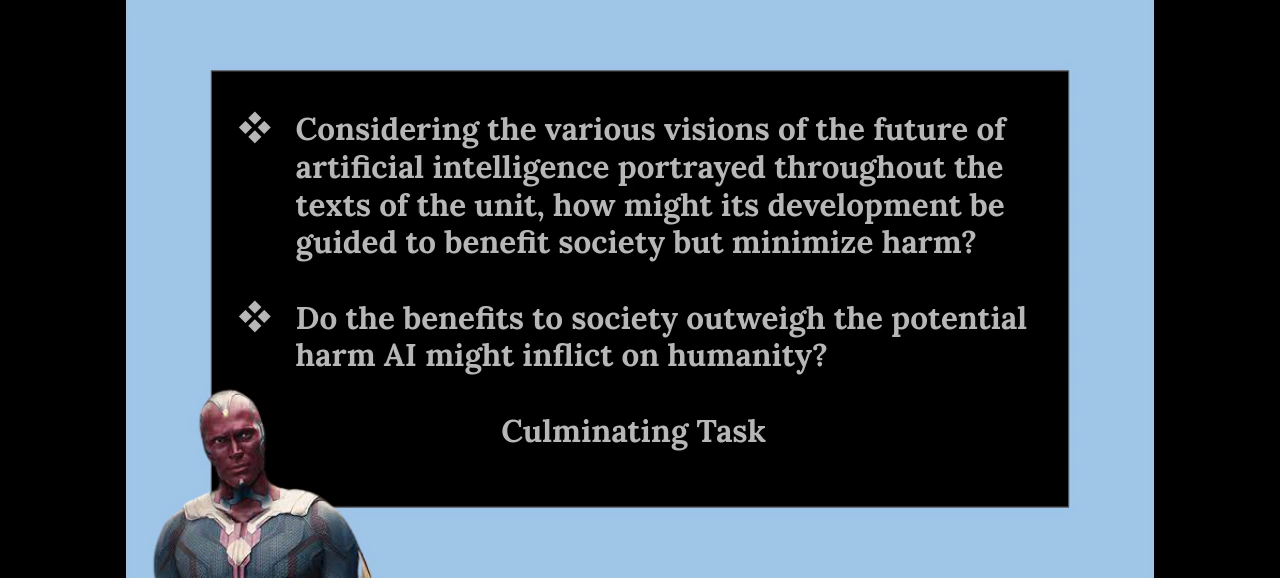 ❖ Considering the various visions of the future of
artificial intelligence portrayed throughout the
texts of the unit, how might its development be
guided to benefit society but minimize harm?
❖ Do the benefits to society outweigh the potential
harm AI might inflict on humanity?
Culminating Task